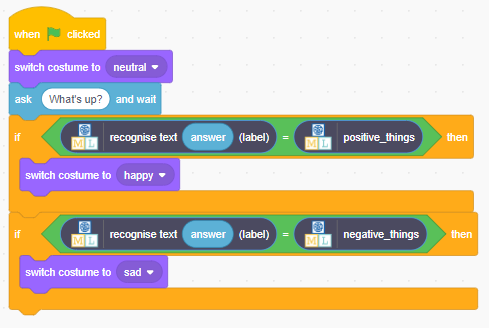 when clicked
switch costume to neutral
ask What's up? and wait
if ML recognise text answer (label) = ML positive_things then
switch costume to happy
if ML recognise text answer (label) = ML negative_things then
switch costume to sad